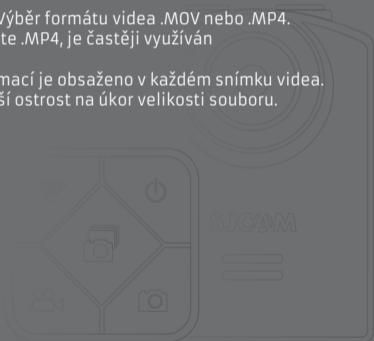 Výběr formátu videa .MOV nebo .MP4.
te .MP4, je častěji využíván
mací je obsaženo v každém snímku videa.
ší ostrost na úkor velikosti souboru.
SJCAM